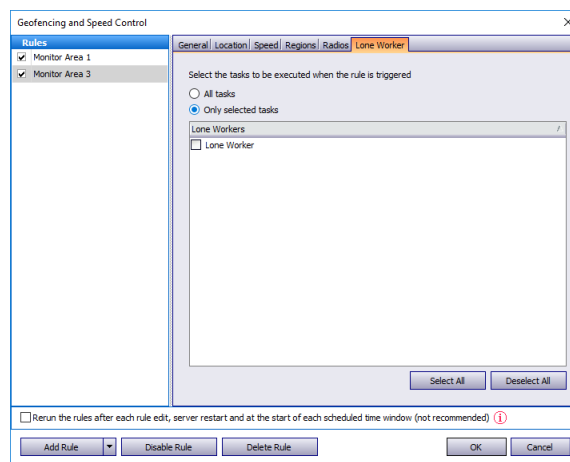 Geofencing and Speed Control
Rules
Monitor Area 1
Monitor Area 3
General Location Speed Regions Radios Lone Worker
Select the tasks to be executed when the rule is triggered
All tasks
Only selected tasks
Lone Workers
Lone Worker
Select All Deselect All
Rerun the rules after each rule edit, server restart and at the start of each scheduled time window (not recommended)
Add Rule Disable Rule Delete Rule OK Cancel